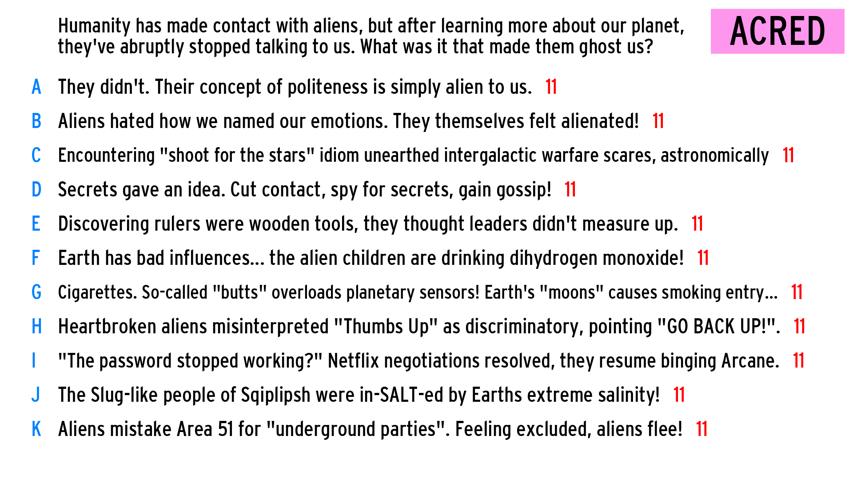 Humanity has made contact with aliens, but after learning more about our planet,
they've abruptly stopped talking to us. What was it that made them ghost us?
ACRED
A They didn't. Their concept of politeness is simply alien to us. 11
B Aliens hated how we named our emotions. They themselves felt alienated! 11
C Encountering "shoot for the stars" idiom unearthed intergalactic warfare scares, astronomically 11
D Secrets gave an idea. Cut contact, spy for secrets, gain gossip! 11
E Discovering rulers were wooden tools, they thought leaders didn't measure up. 11
F Earth has bad influences... the alien children are drinking dihydrogen monoxide! 11
G Cigarettes. So-called "butts" overloads planetary sensors! Earth's "moons" causes smoking entry... 11
H Heartbroken aliens misinterpreted "Thumbs Up" as discriminatory, pointing "GO BACK UP!". 11
I "The password stopped working?" Netflix negotiations resolved, they resume binging Arcane. 11
J The Slug-like people of Sqiplipsh were in-SALT-ed by Earths extreme salinity! 11
K Aliens mistake Area 51 for "underground parties". Feeling excluded, aliens flee! 11